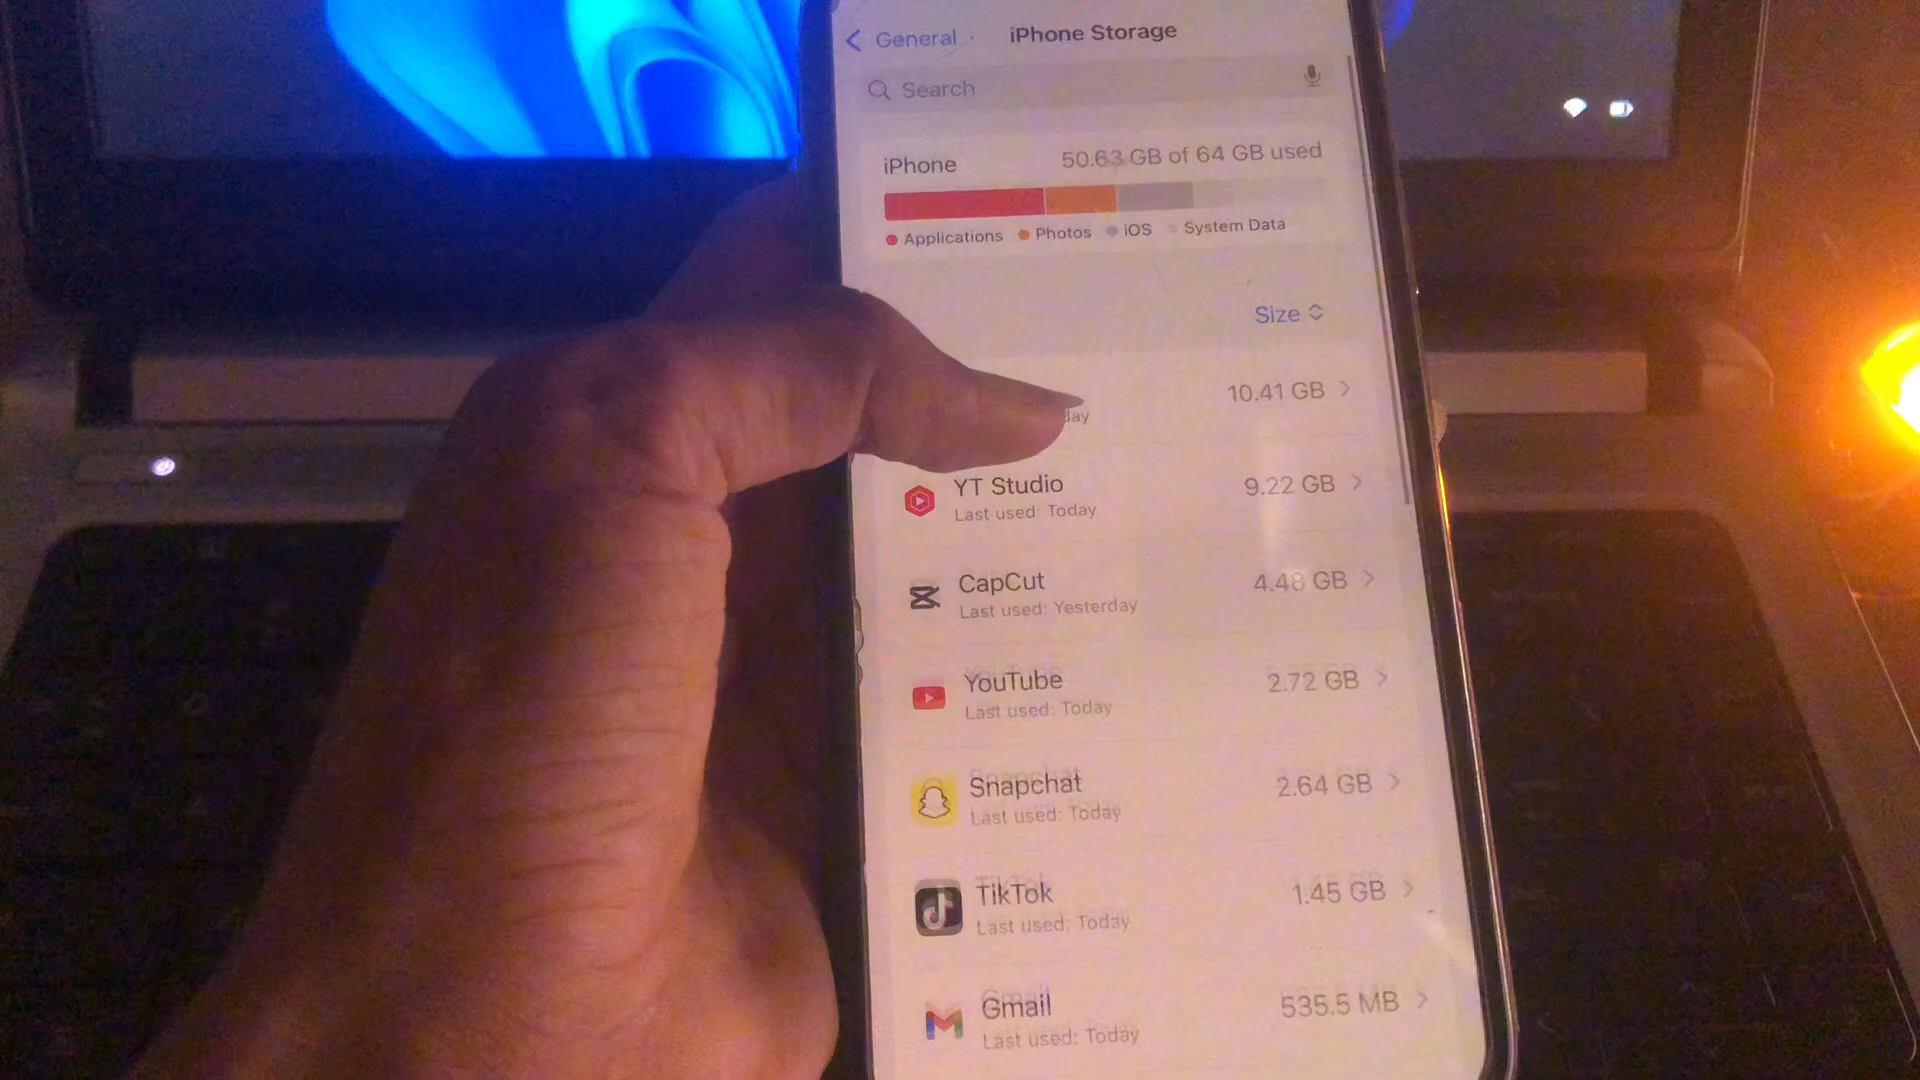 General
iPhone Storage
Search
iPhone
50.63 GB of 64 GB used
Applications
Photos
iOS
System Data
Size
10.41 GB
YT Studio
9.22 GB
Last used: Today
CapCut
4.48 GB
Last used: Yesterday
YouTube
2.72 GB
Last used: Today
Snapchat
2.64 GB
Last used: Today
TikTok
1.45 GB
Last used: Today
Gmail
535.5 MB
Last used: Today